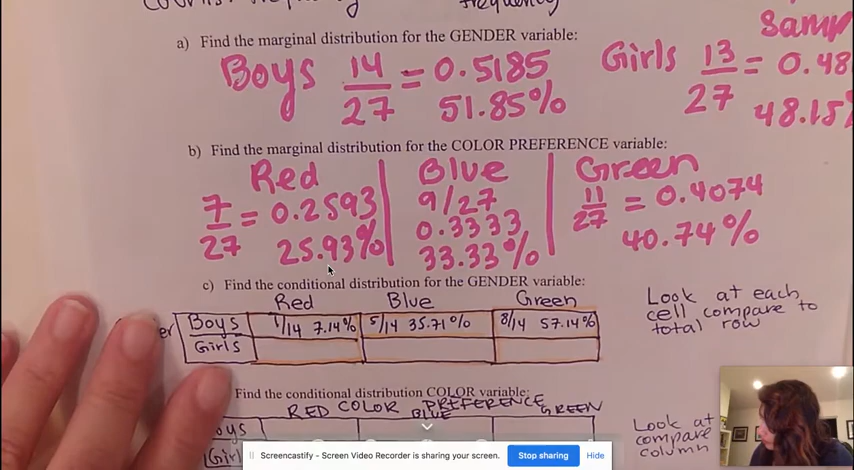 frequency
Samp
a) Find the marginal distribution for the GENDER variable:
Boys 14/27 = 0.5185
51.85%
Girls 13/27 = 0.48
48.15%
b) Find the marginal distribution for the COLOR PREFERENCE variable:
Red
7/27 = 0.2593
25.93%
Blue
9/27
0.3333
33.33%
Green
11/27 = 0.4074
40.74%
c) Find the conditional distribution for the GENDER variable:
Red Blue Green
Boys 1/14 7.14% 5/14 35.71% 8/14 57.14%
Girls
Look at each
cell compare to
total row
Find the conditional distribution COLOR variable:
RED COLOR PREFERENCE
BLUE GREEN
Look at
compare
column
Screencastify - Screen Video Recorder is sharing your screen. Stop sharing Hide